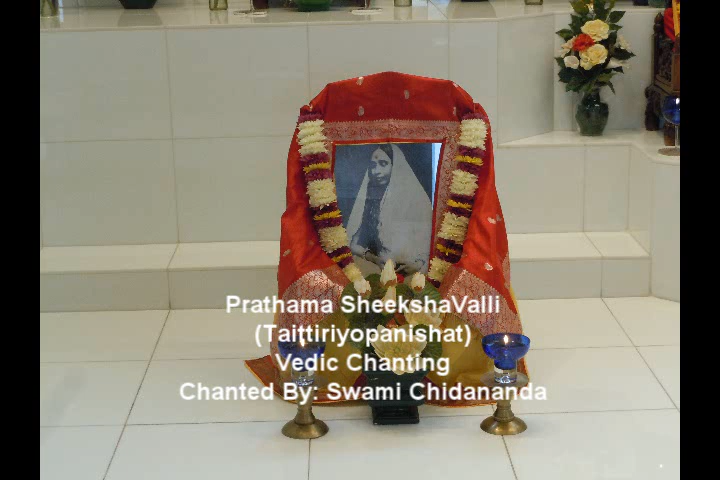 Prathama SheekshaValli
(Taittiriyopanishat)
Vedic Chanting
Chanted By: Swami Chidananda